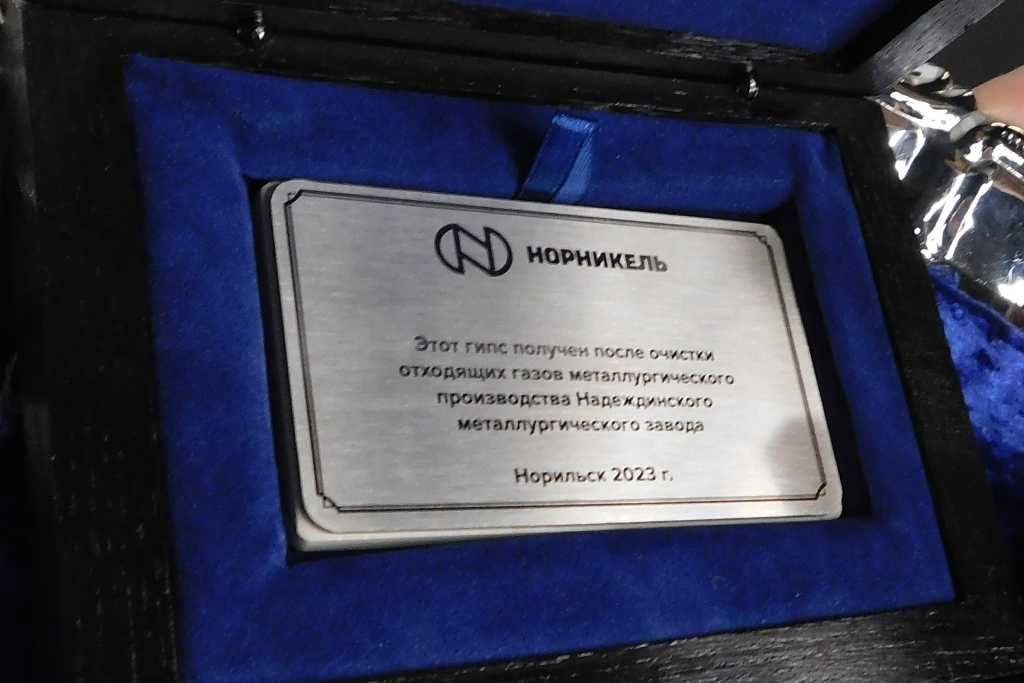 НОРНИКЕЛЬ
Этот гипс получен после очистки
отходящих газов металлургического
производства Надеждинского
металлургического завода
Норильск 2023 г.